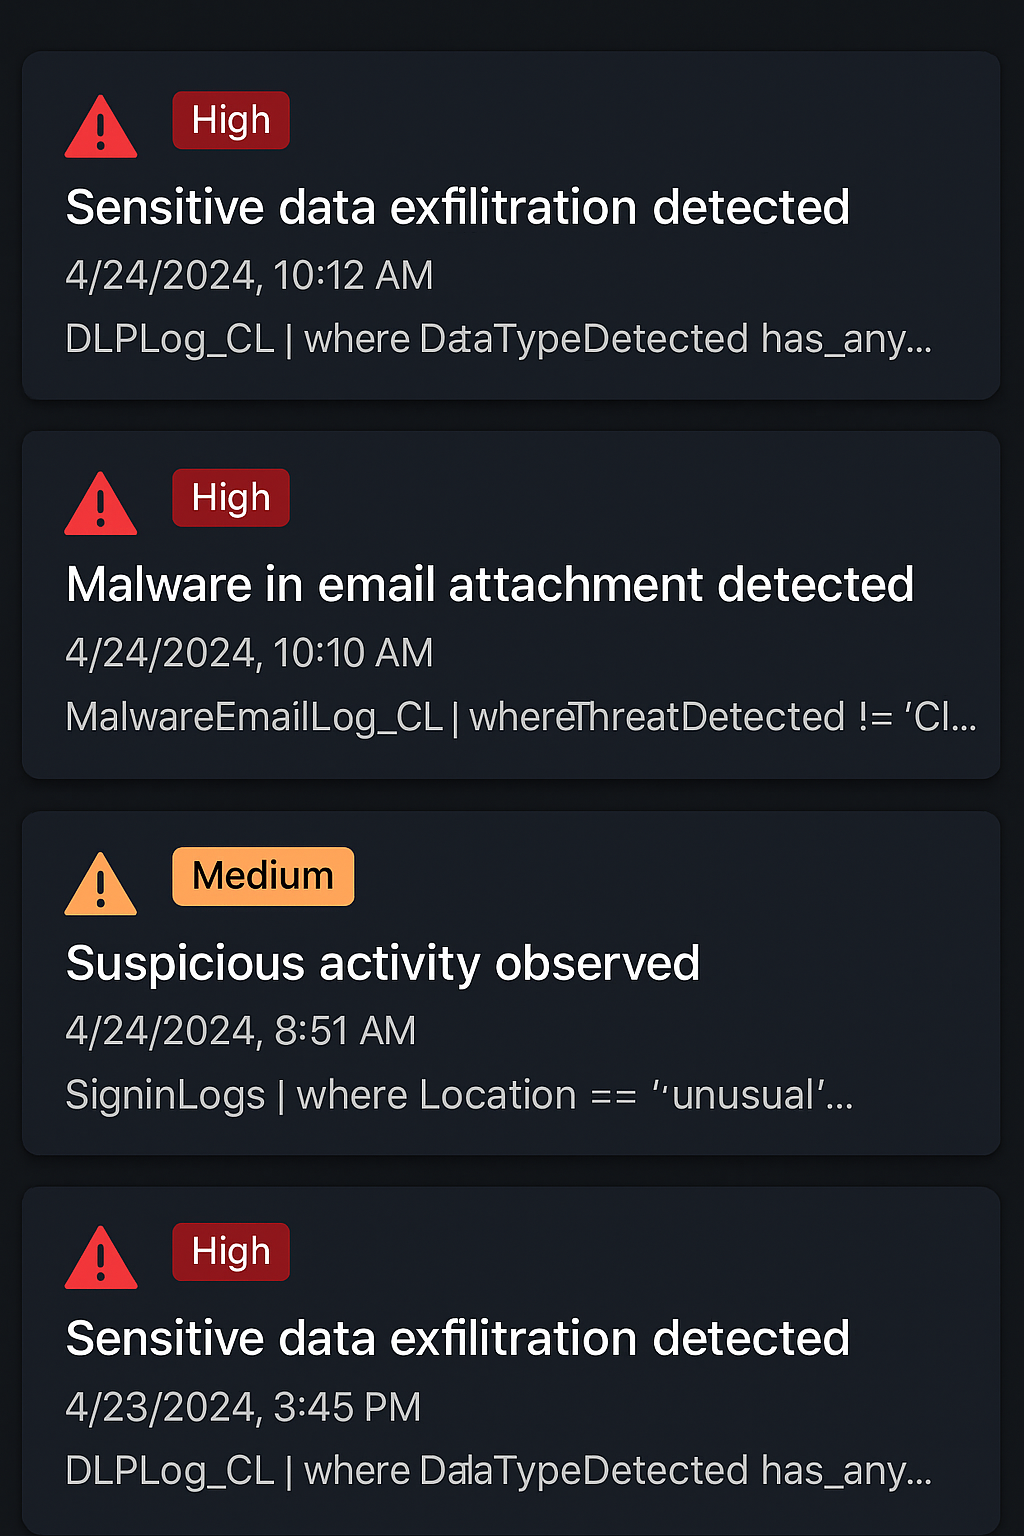 High
Sensitive data exfilitration detected
4/24/2024, 10:12 AM
DLPLog_CL | where DataTypeDetected has_any...
High
Malware in email attachment detected
4/24/2024, 10:10 AM
MalwareEmailLog_CL | whereThreatDetected != 'Cl...
Medium
Suspicious activity observed
4/24/2024, 8:51 AM
SigninLogs | where Location == '‘unusual'...
High
Sensitive data exfilitration detected
4/23/2024, 3:45 PM
DLPLog_CL | where DalaTypeDetected has_any...